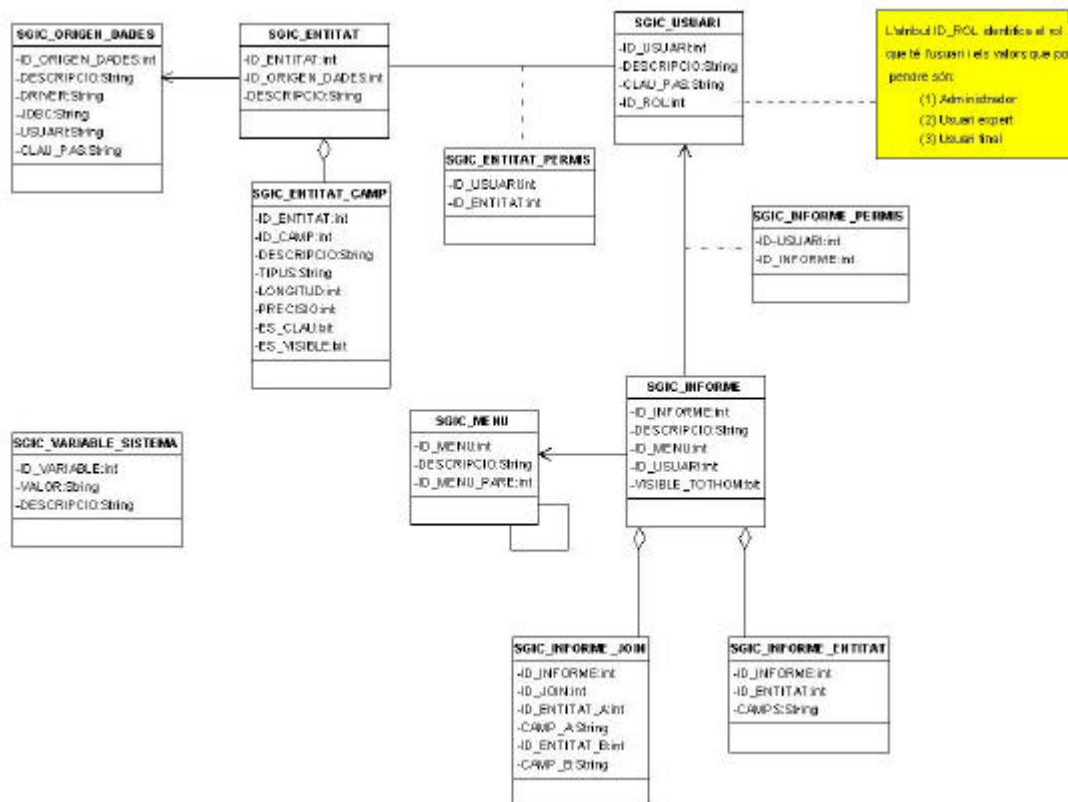 SGIC_ORIGEN_DADES
-ID_ORIGEN_DADES:int
-DESCRIPCIO:String
-DRIVER:String
-JDBC:String
-USUARI:String
-CLAU_PAS:String
SGIC_ENTITAT
-ID_ENTITAT:int
-ID_ORIGEN_DADES:int
-DESCRIPCIO:String
SGIC_USUARI
-ID_USUARI:int
-DESCRIPCIO:String
-CLAU_PAS:String
-ID_ROL:int
L'atribut ID_ROL identifica el rol
que té l'usuari i els valors que
pendre són:
(1) Administrador
(2) Usuari expert
(3) Usuari final
SGIC_ENTITAT_PERMIS
-ID_USUARI:int
-ID_ENTITAT:int
SGIC_ENTITAT_CAMP
-ID_ENTITAT:int
-ID_CAMP:int
-DESCRIPCIO:String
-TIPUS:String
-LONGITUD:int
-PRECISIO:int
-ES_CLAU:bit
-ES_VISIBLE:bit
SGIC_INFORME_PERMIS
-ID-USUARI:int
-ID_INFORME:int
SGIC_INFORME
-ID_INFORME:int
-DESCRIPCIO:String
-ID_MENU:int
-ID_USUARI:int
-VISIBLE_TOTHOM:bit
SGIC_MENU
-ID_MENU:int
-DESCRIPCIO:String
-ID_MENU_PARE:int
SGIC_VARIABLE_SISTEMA
-ID_VARIABLE:int
-VALOR:String
-DESCRIPCIO:String
SGIC_INFORME_JOIN
-ID_INFORME:int
-ID_JOIN:int
-ID_ENTITAT_A:int
-CAMP_A:String
-ID_ENTITAT_B:int
-CAMP_B:String
SGIC_INFORME_ENTITAT
-ID_INFORME:int
-ID_ENTITAT:int
-CAMPS:String